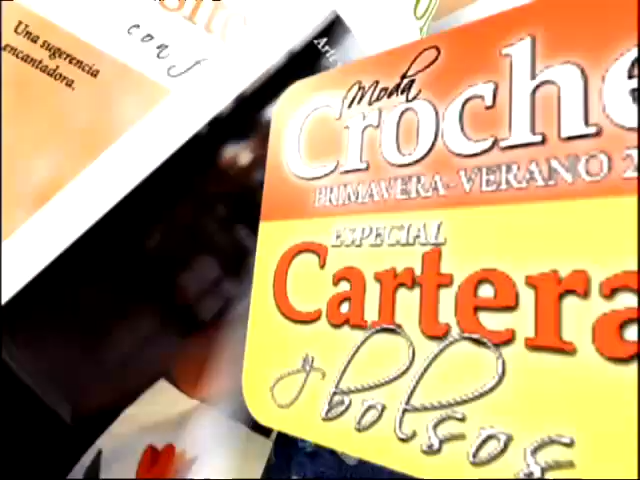 Una sugerencia
encantadora.
Moda
Croche
PRIMAVERA-VERANO 2
ESPECIAL
Cartera
y bolsos